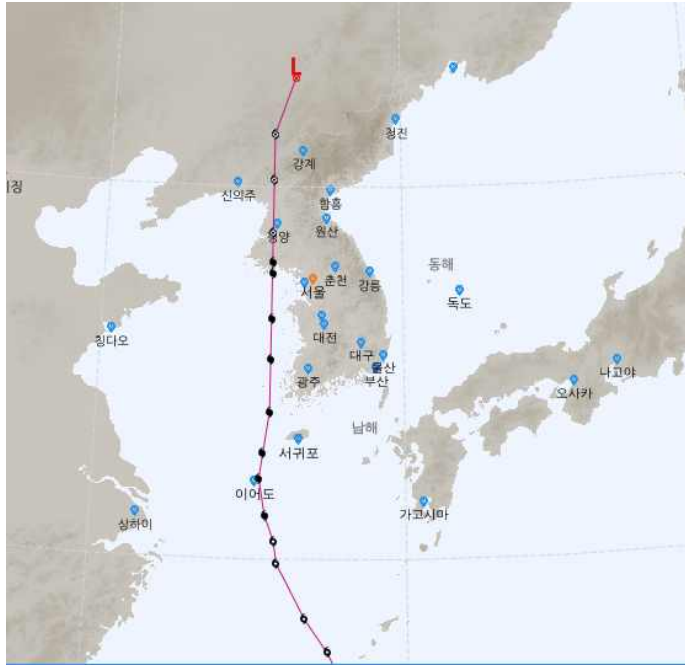 L
청진
강계
신의주
이징
함흥
원산
동해
춘천
강릉
서울
독도
칭다오
대전
대구
울산
부산
나고야
오사카
광주
남해
서귀포
이어도
가고시마
상하이